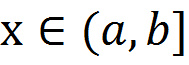 x ∈ (a, b]